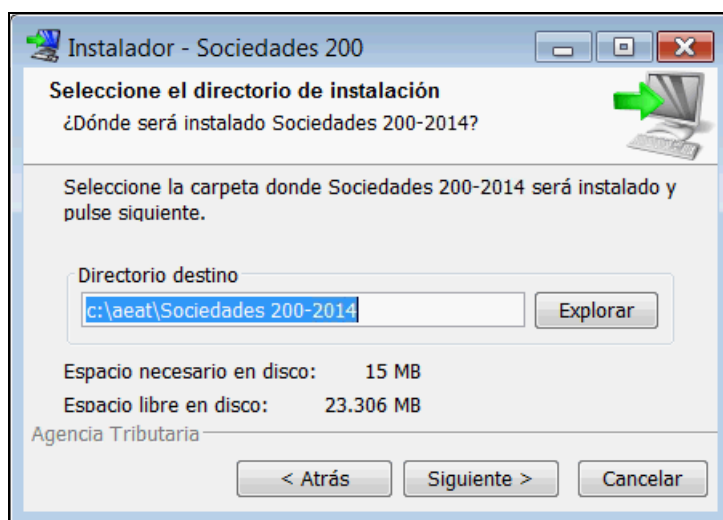 Instalador - Sociedades 200
Seleccione el directorio de instalación
¿Dónde será instalado Sociedades 200-2014?
Seleccione la carpeta donde Sociedades 200-2014 será instalado y
pulse siguiente.
Directorio destino
c:\aeat\Sociedades 200-2014
Explorar
Espacio necesario en disco: 15 MB
Espacio libre en disco: 23.306 MB
Agencia Tributaria
< Atrás Siguiente > Cancelar